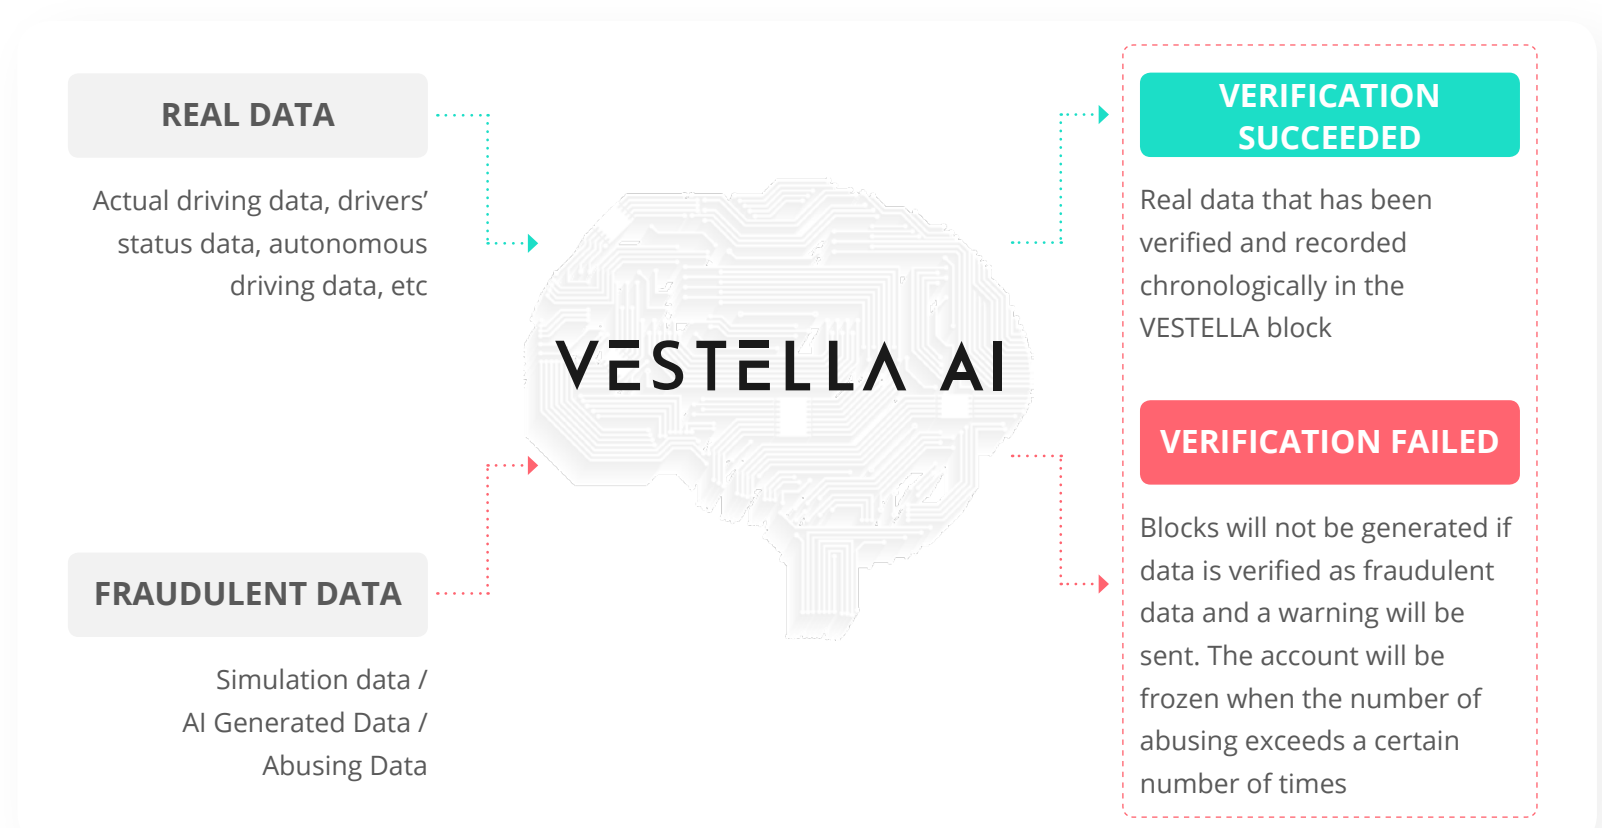 REAL DATA
Actual driving data, drivers’
status data, autonomous
driving data, etc
FRAUDULENT DATA
Simulation data /
AI Generated Data /
Abusing Data
VESTELLA AI
VERIFICATION
SUCCEEDED
Real data that has been
verified and recorded
chronologically in the
VESTELLA block
VERIFICATION FAILED
Blocks will not be generated if
data is verified as fraudulent
data and a warning will be
sent. The account will be
frozen when the number of
abusing exceeds a certain
number of times